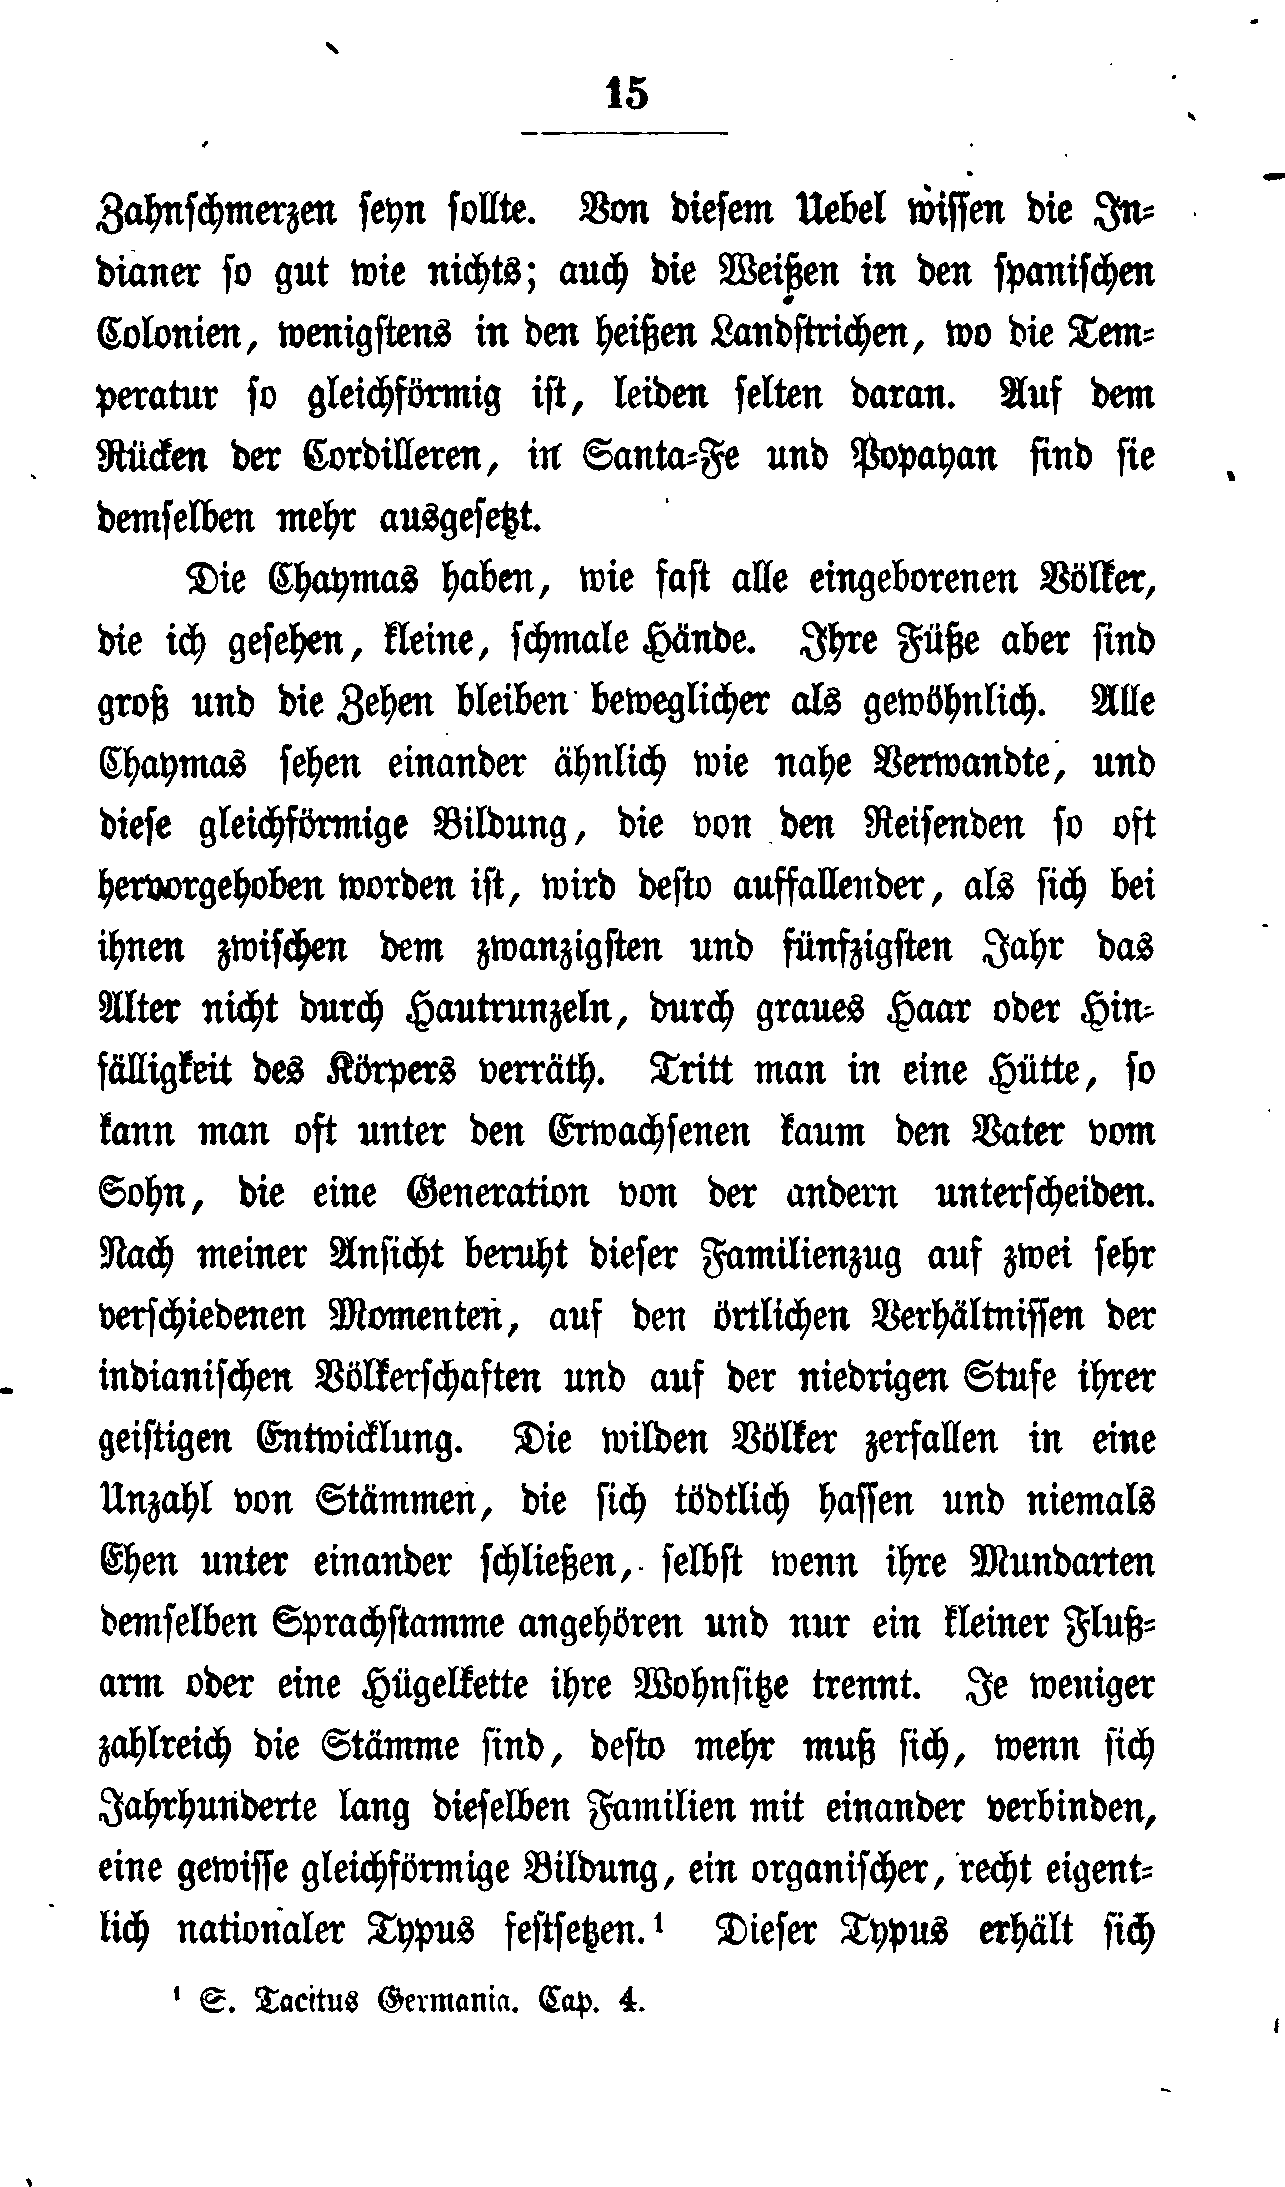 15
Zahnschmerzen seyn sollte. Von diesem Uebel wissen die In-
dianer so gut wie nichts; auch die Weißen in den spanischen
Colonien, wenigstens in den heißen Landstrichen, wo die Tem-
peratur so gleichförmig ist, leiden selten daran. Auf dem
Rücken der Cordilleren, in Santa-Fe und Popayan sind sie
demselben mehr ausgesetzt.
Die Chaymas haben, wie fast alle eingeborenen Völker,
die ich gesehen, kleine, schmale Hände. Ihre Füße aber sind
groß und die Zehen bleiben beweglicher als gewöhnlich. Alle
Chaymas sehen einander ähnlich wie nahe Verwandte, und
diese gleichförmige Bildung, die von den Reisenden so oft
hervorgehoben worden ist, wird desto auffallender, als sich bei
ihnen zwischen dem zwanzigsten und fünfzigsten Jahr das
Alter nicht durch Hautrunzeln, durch graues Haar oder Hin-
fälligkeit des Körpers verräth. Tritt man in eine Hütte, so
kann man oft unter den Erwachsenen kaum den Vater vom
Sohn, die eine Generation von der andern unterscheiden.
Nach meiner Ansicht beruht dieser Familienzug auf zwei sehr
verschiedenen Momenten, auf den örtlichen Verhältnissen der
indianischen Völkerschaften und auf der niedrigen Stufe ihrer
geistigen Entwicklung. Die wilden Völker zerfallen in eine
Unzahl von Stämmen, die sich tödtlich hassen und niemals
Ehen unter einander schließen, selbst wenn ihre Mundarten
demselben Sprachstamme angehören und nur ein kleiner Fluß-
arm oder eine Hügelkette ihre Wohnsitze trennt. Je weniger
zahlreich die Stämme sind, desto mehr muß sich, wenn sich
Jahrhunderte lang dieselben Familien mit einander verbinden,
eine gewisse gleichförmige Bildung, ein organischer, recht eigent-
lich nationaler Typus festsetzen.¹ Dieser Typus erhält sich
¹ S. Tacitus Germania. Cap. 4.